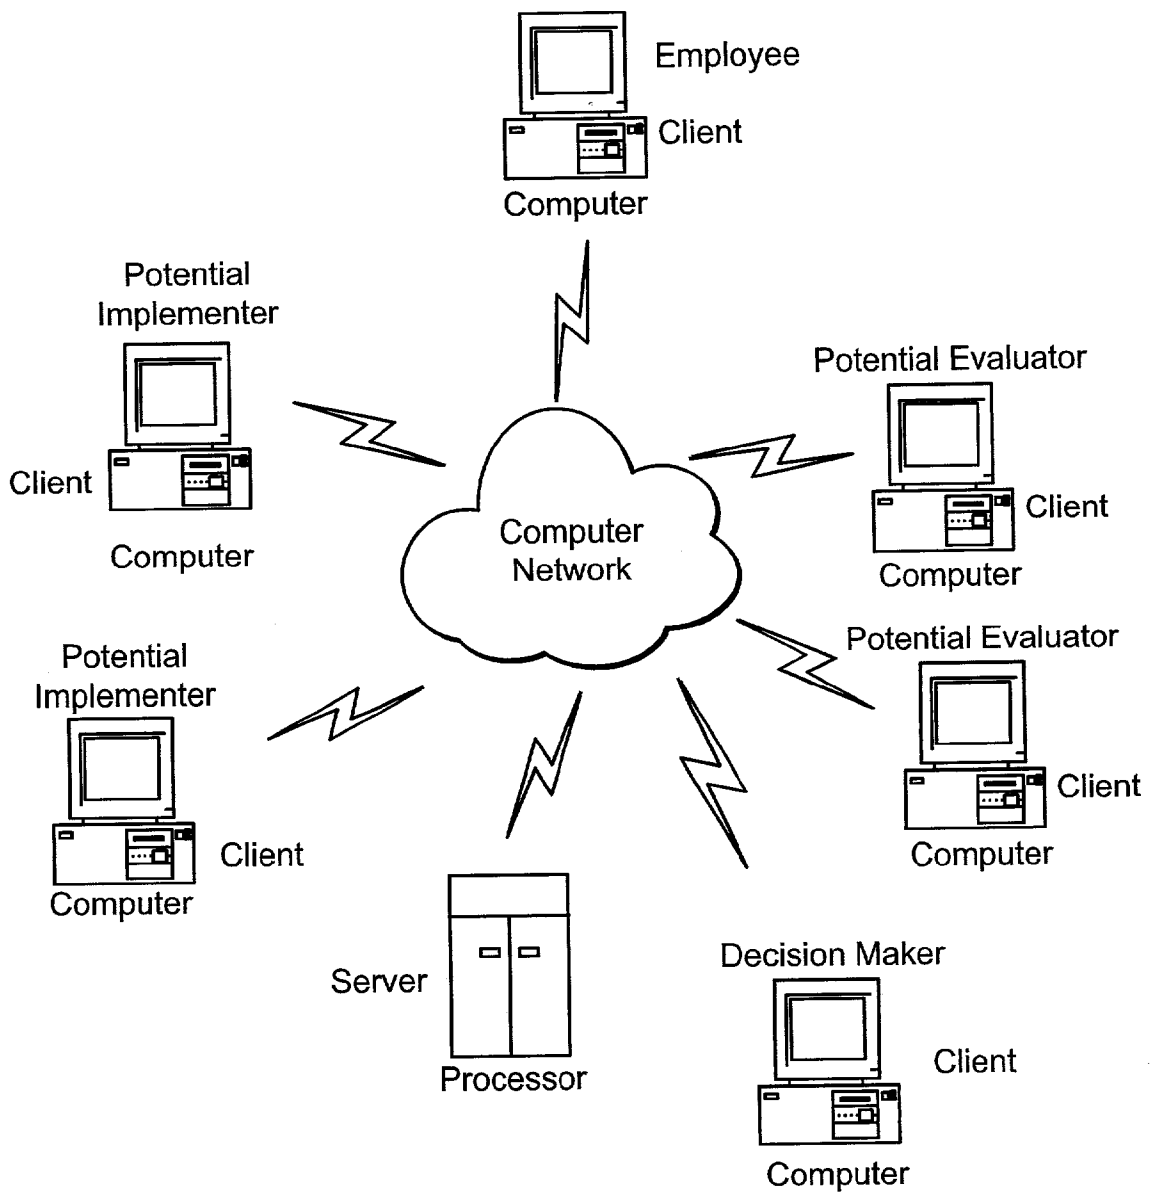 Employee
Client
Computer
Potential
Implementer
Client
Computer
Potential Evaluator
Client
Computer
Computer
Network
Potential Evaluator
Client
Computer
Potential
Implementer
Client
Computer
Server
Processor
Decision Maker
Client
Computer